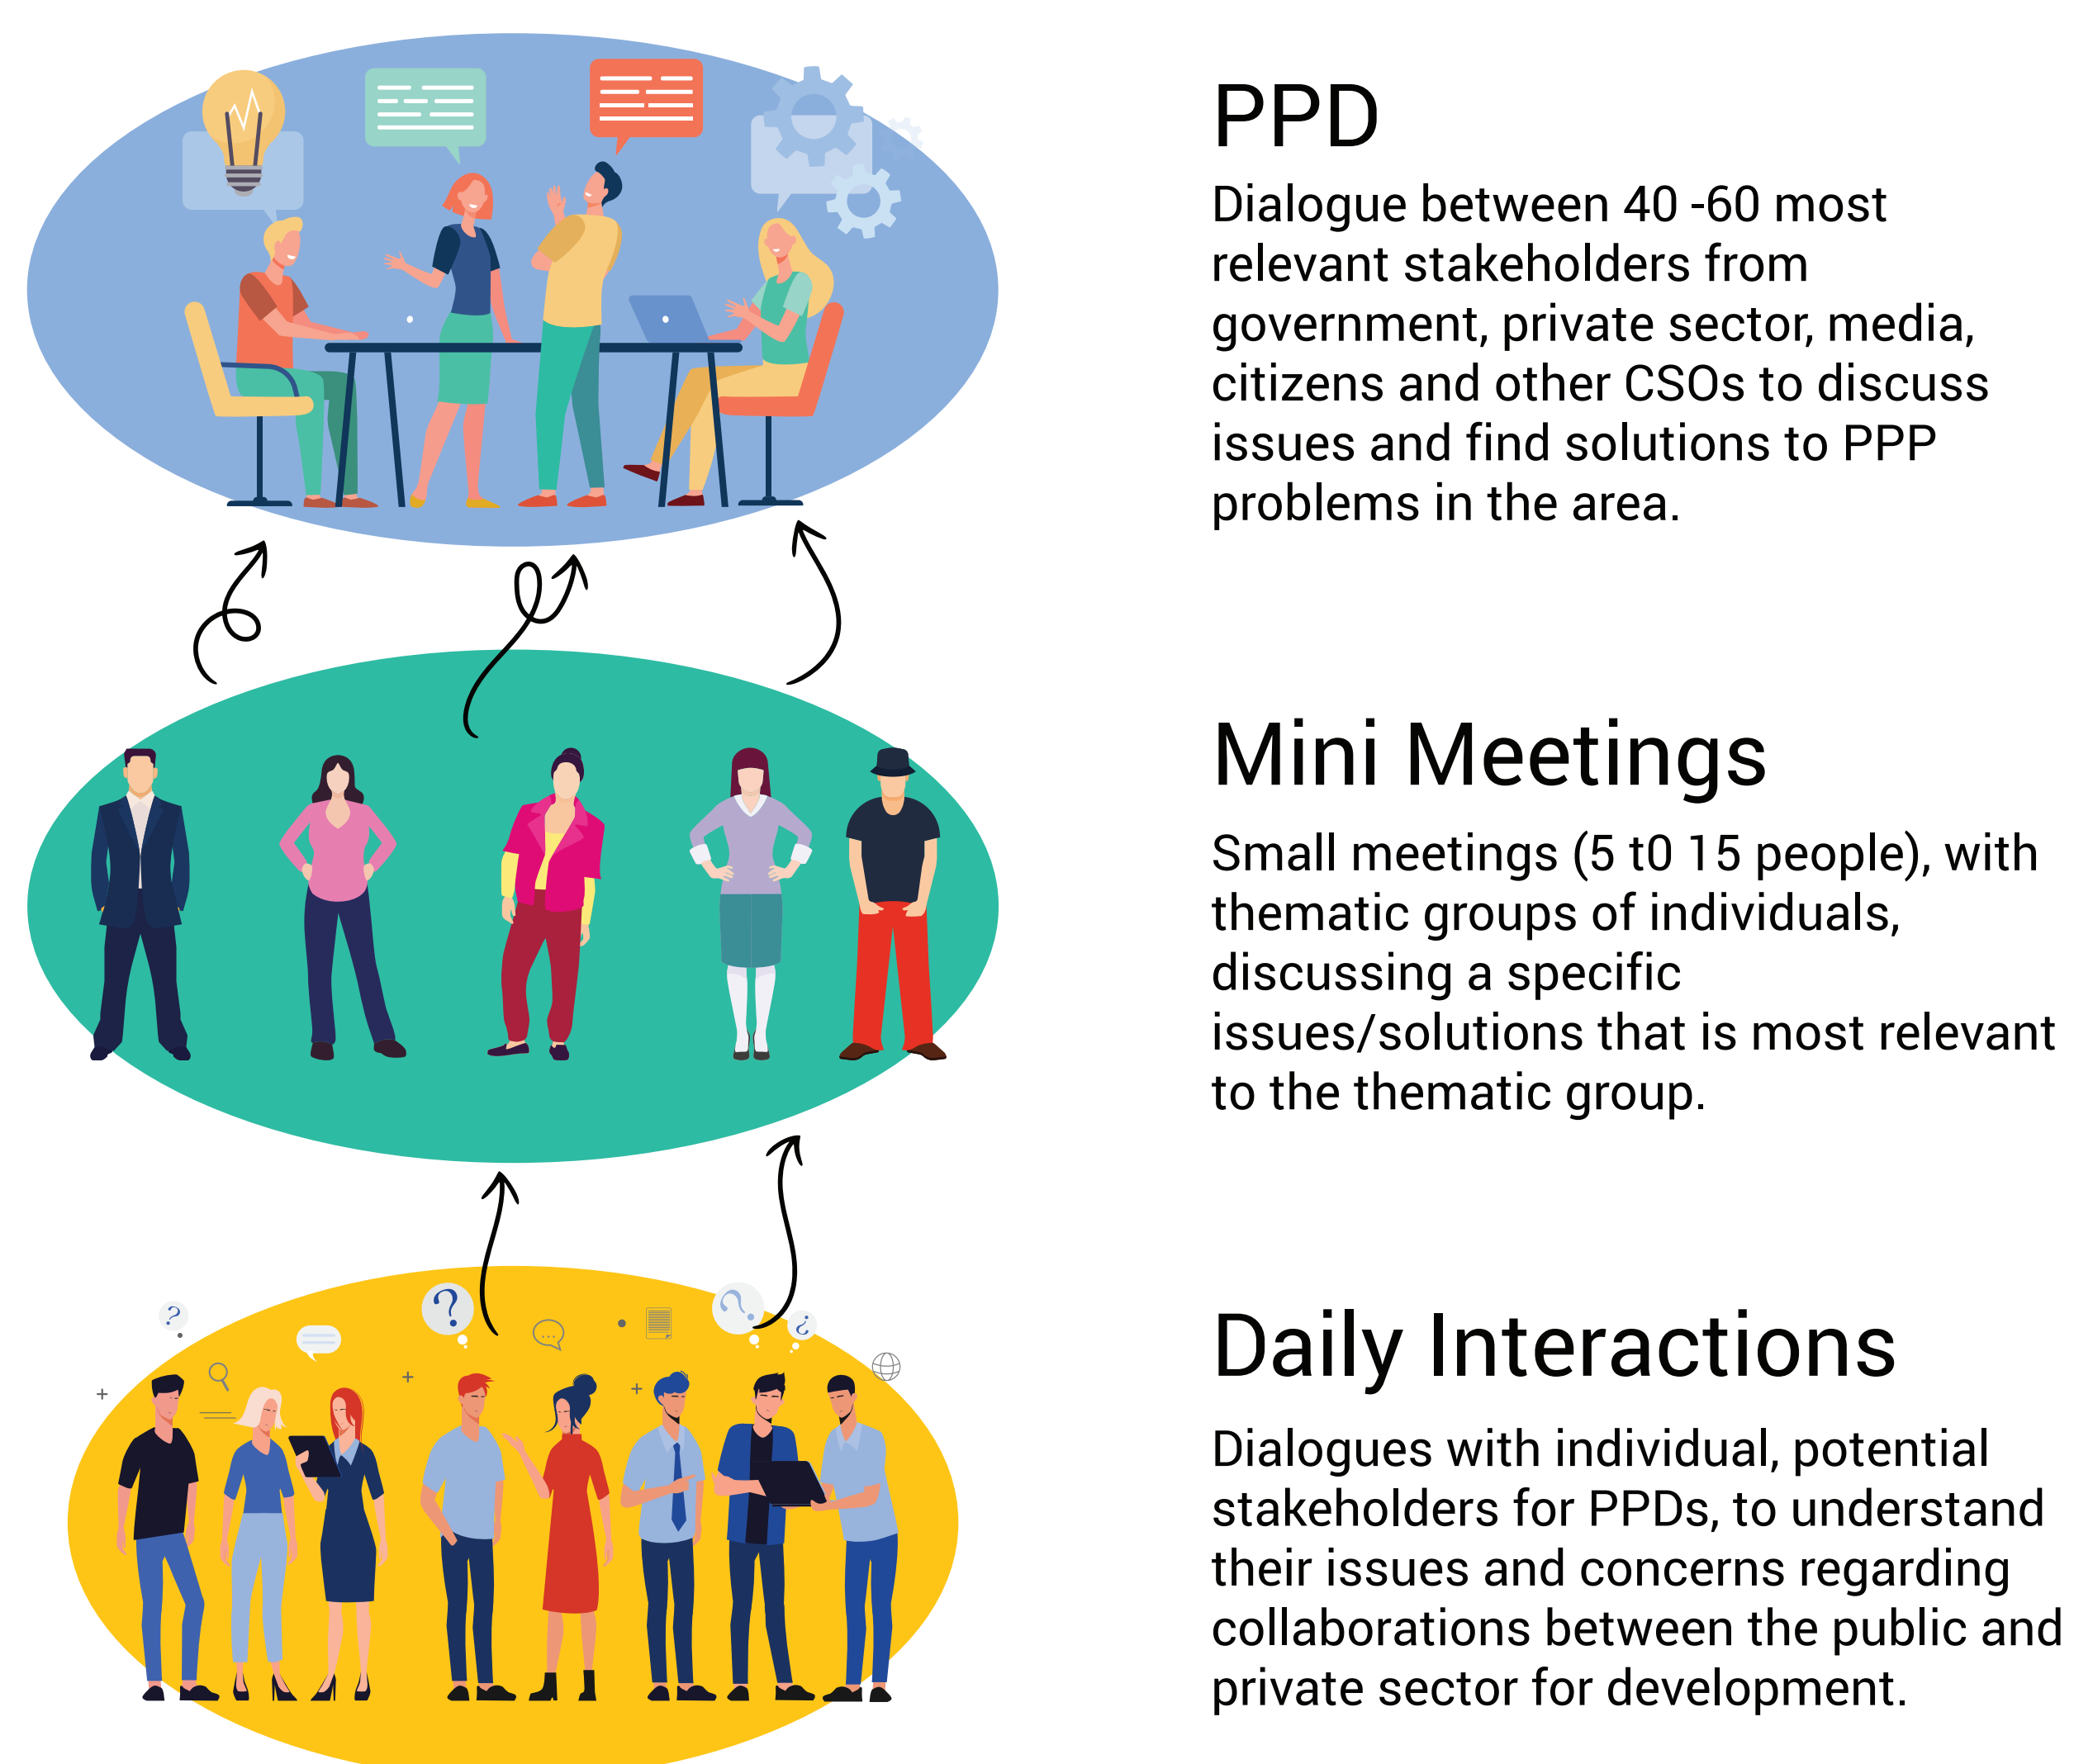 PPD
Dialogue between 40 -60 most
relevant stakeholders from
government, private sector, media,
citizens and other CSOs to discuss
issues and find solutions to PPP
problems in the area.
Mini Meetings
Small meetings (5 t0 15 people), with
thematic groups of individuals,
discussing a specific
issues/solutions that is most relevant
to the thematic group.
Daily Interactions
Dialogues with individual, potential
stakeholders for PPDs, to understand
their issues and concerns regarding
collaborations between the public and
private sector for development.